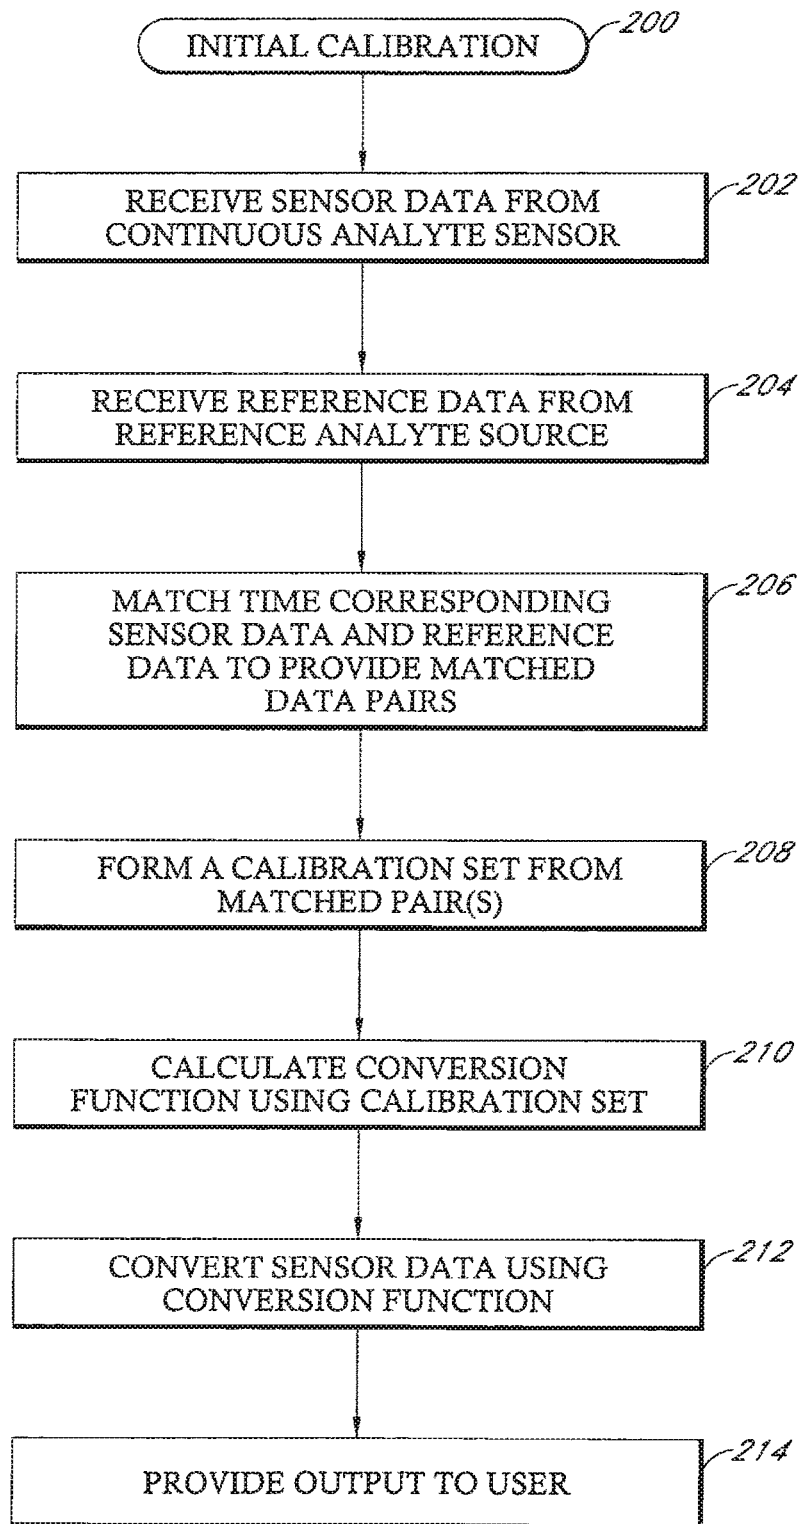 INITIAL CALIBRATION
200
RECEIVE SENSOR DATA FROM
CONTINUOUS ANALYTE SENSOR
202
RECEIVE REFERENCE DATA FROM
REFERENCE ANALYTE SOURCE
204
MATCH TIME CORRESPONDING
SENSOR DATA AND REFERENCE
DATA TO PROVIDE MATCHED
DATA PAIRS
206
FORM A CALIBRATION SET FROM
MATCHED PAIR(S)
208
CALCULATE CONVERSION
FUNCTION USING CALIBRATION SET
210
CONVERT SENSOR DATA USING
CONVERSION FUNCTION
212
PROVIDE OUTPUT TO USER
214